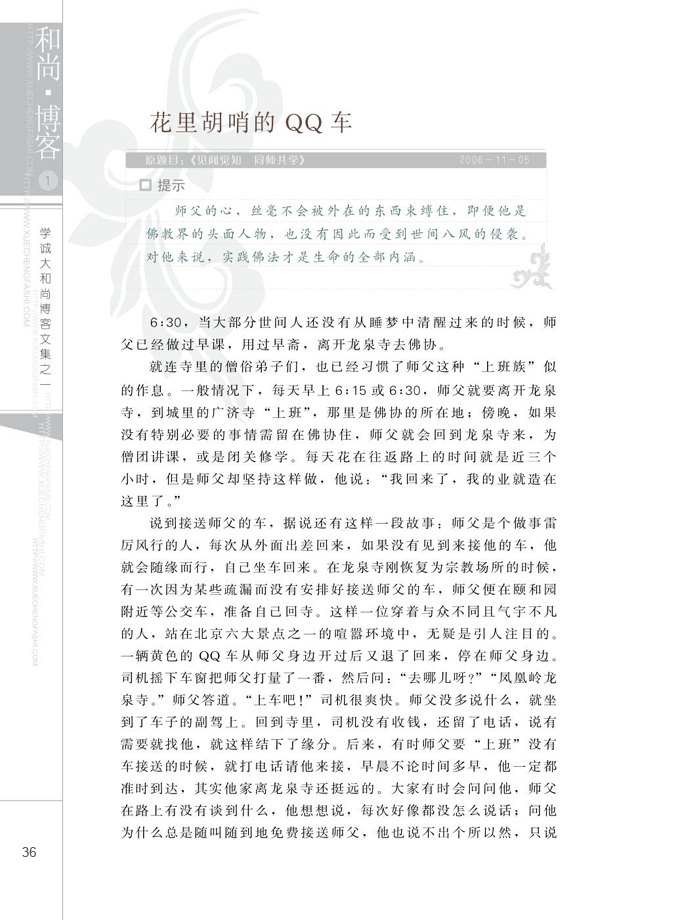 和尚·博客
1
学诚大和尚博客文集之一
花里胡哨的 QQ 车
原题目：《见闻觉知 同师共学》 2006－11－05
提示
师父的心，丝毫不会被外在的东西束缚住，即便他是
佛教界的头面人物，也没有因此而受到世间八风的侵袭。
对他来说，实践佛法才是生命的全部内涵。
6:30，当大部分世间人还没有从睡梦中清醒过来的时候，师
父已经做过早课，用过早斋，离开龙泉寺去佛协。
就连寺里的僧俗弟子们，也已经习惯了师父这种“上班族”似
的作息。一般情况下，每天早上 6:15 或 6:30，师父就要离开龙泉
寺，到城里的广济寺“上班”，那里是佛协的所在地；傍晚，如果
没有特别必要的事情需留在佛协住，师父就会回到龙泉寺来，为
僧团讲课，或是闭关修学。每天花在往返路上的时间就是近三个
小时，但是师父却坚持这样做，他说：“我回来了，我的业就造在
这里了。”
说到接送师父的车，据说还有这样一段故事：师父是个做事雷
厉风行的人，每次从外面出差回来，如果没有见到来接他的车，他
就会随缘而行，自己坐车回来。在龙泉寺刚恢复为宗教场所的时候，
有一次因为某些疏漏而没有安排好接送师父的车，师父便在颐和园
附近等公交车，准备自己回寺。这样一位穿着与众不同且气宇不凡
的人，站在北京六大景点之一的喧嚣环境中，无疑是引人注目的。
一辆黄色的 QQ 车从师父身边开过后又退了回来，停在师父身边。
司机摇下车窗把师父打量了一番，然后问：“去哪儿呀?”“凤凰岭龙
泉寺。”师父答道。“上车吧!”司机很爽快。师父没多说什么，就坐
到了车子的副驾上。回到寺里，司机没有收钱，还留了电话，说有
需要就找他，就这样结下了缘分。后来，有时师父要“上班”没有
车接送的时候，就打电话请他来接，早晨不论时间多早，他一定都
准时到达，其实他家离龙泉寺还挺远的。大家有时会问问他，师父
在路上有没有谈到什么，他想想说，每次好像都没怎么说话；问他
为什么总是随叫随到地免费接送师父，他也说不出个所以然，只说
36